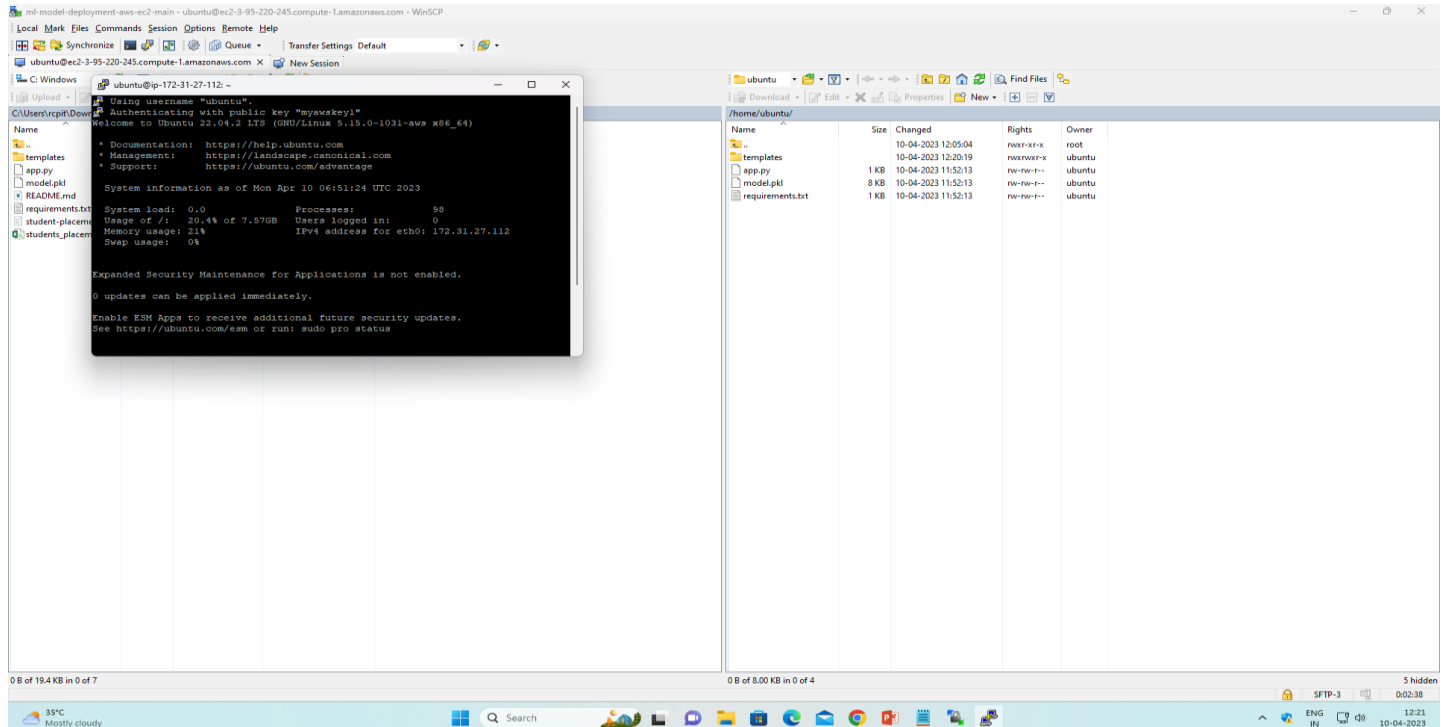 ml-model-deployment-aws-ec2-main - ubuntu@ec2-3-95-220-245.compute-1.amazonaws.com - WinSCP
Local Mark Files Commands Session Options Remote Help
Synchronize Queue Transfer Settings Default
ubuntu@ec2-3-95-220-245.compute-1.amazonaws.com × New Session
C: Windows
Upload
C:\Users\rcpit\Dow
Name
..
templates
app.py
model.pkl
README.md
requirements.txt
student-placeme
students_placem
ubuntu@ip-172-31-27-112: ~
Using username "ubuntu".
Authenticating with public key "myawskey1"
Welcome to Ubuntu 22.04.2 LTS (GNU/Linux 5.15.0-1031-aws x86_64)
* Documentation: https://help.ubuntu.com
* Management: https://landscape.canonical.com
* Support: https://ubuntu.com/advantage
System information as of Mon Apr 10 06:51:24 UTC 2023
System load: 0.0 Processes: 98
Usage of /: 20.4% of 7.57GB Users logged in: 0
Memory usage: 21% IPv4 address for eth0: 172.31.27.112
Swap usage: 0%
Expanded Security Maintenance for Applications is not enabled.
0 updates can be applied immediately.
Enable ESM Apps to receive additional future security updates.
See https://ubuntu.com/esm or run: sudo pro status
ubuntu Find Files
Download Edit Properties New
/home/ubuntu/
Name Size Changed Rights Owner
.. 10-04-2023 12:05:04 rwxr-xr-x root
templates 10-04-2023 12:20:19 rwxrwxr-x ubuntu
app.py 1 KB 10-04-2023 11:52:13 rw-rw-r-- ubuntu
model.pkl 8 KB 10-04-2023 11:52:13 rw-rw-r-- ubuntu
requirements.txt 1 KB 10-04-2023 11:52:13 rw-rw-r-- ubuntu
0 B of 19.4 KB in 0 of 7
0 B of 8.00 KB in 0 of 4
5 hidden
SFTP-3 0:02:38
35°C
Mostly cloudy
Search
ENG
IN
12:21
10-04-2023